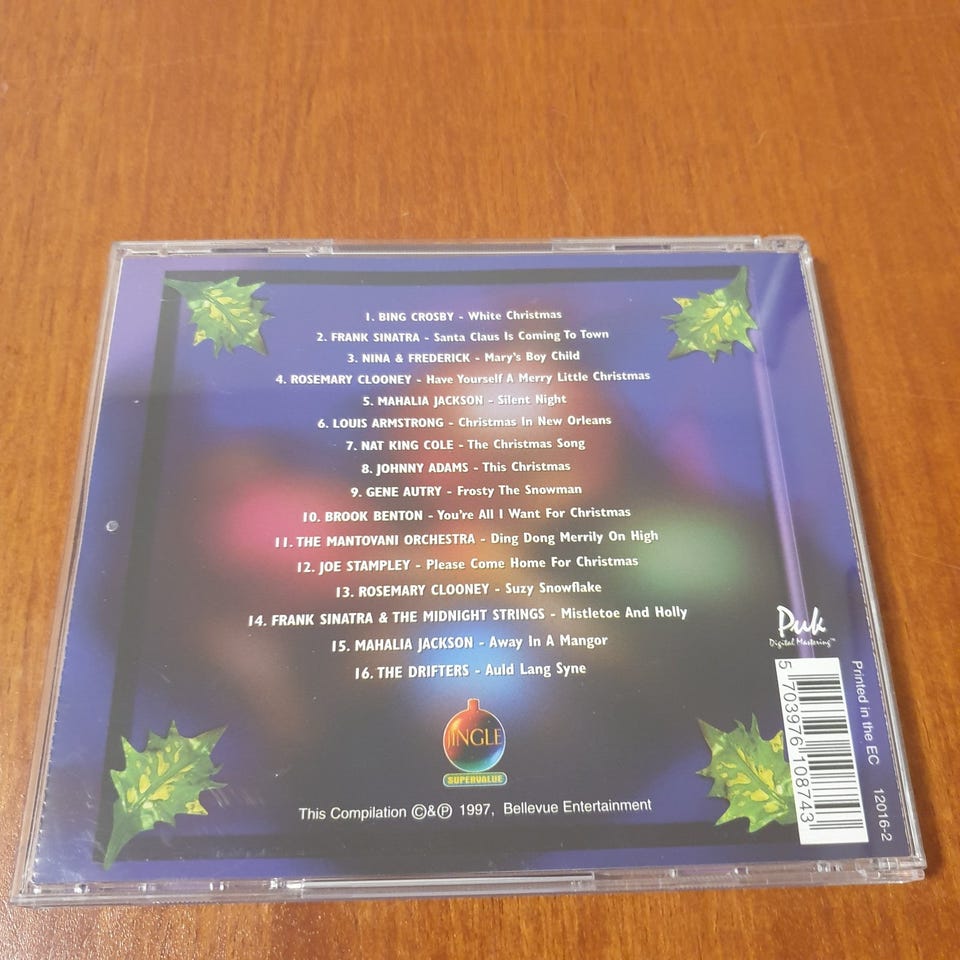 1. BING CROSBY - White Christmas
2. FRANK SINATRA - Santa Claus Is Coming To Town
3. NINA & FREDERICK - Mary's Boy Child
4. ROSEMARY CLOONEY - Have Yourself A Merry Little Christmas
5. MAHALIA JACKSON - Silent Night
6. LOUIS ARMSTRONG - Christmas In New Orleans
7. NAT KING COLE - The Christmas Song
8. JOHNNY ADAMS - This Christmas
9. GENE AUTRY - Frosty The Snowman
10. BROOK BENTON - You're All I Want For Christmas
11. THE MANTOVANI ORCHESTRA - Ding Dong Merrily On High
12. JOE STAMPLEY - Please Come Home For Christmas
13. ROSEMARY CLOONEY - Suzy Snowflake
14. FRANK SINATRA & THE MIDNIGHT STRINGS - Mistletoe And Holly
15. MAHALIA JACKSON - Away In A Mangor
16. THE DRIFTERS - Auld Lang Syne
JINGLE
SUPERVALUE
This Compilation ©&℗ 1997, Bellevue Entertainment
Puk
Digital Mastering™
5 703976 108743
Printed in the EC 12016-2